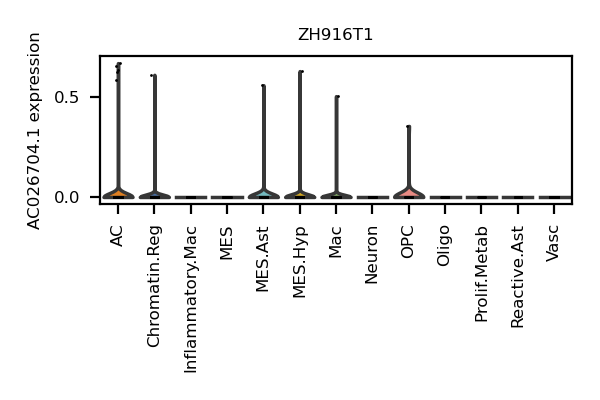 ZH916T1
AC026704.1 expression
0.5
0.0
AC
Chromatin.Reg
Inflammatory.Mac
MES
MES.Ast
MES.Hyp
Mac
Neuron
OPC
Oligo
Prolif.Metab
Reactive.Ast
Vasc